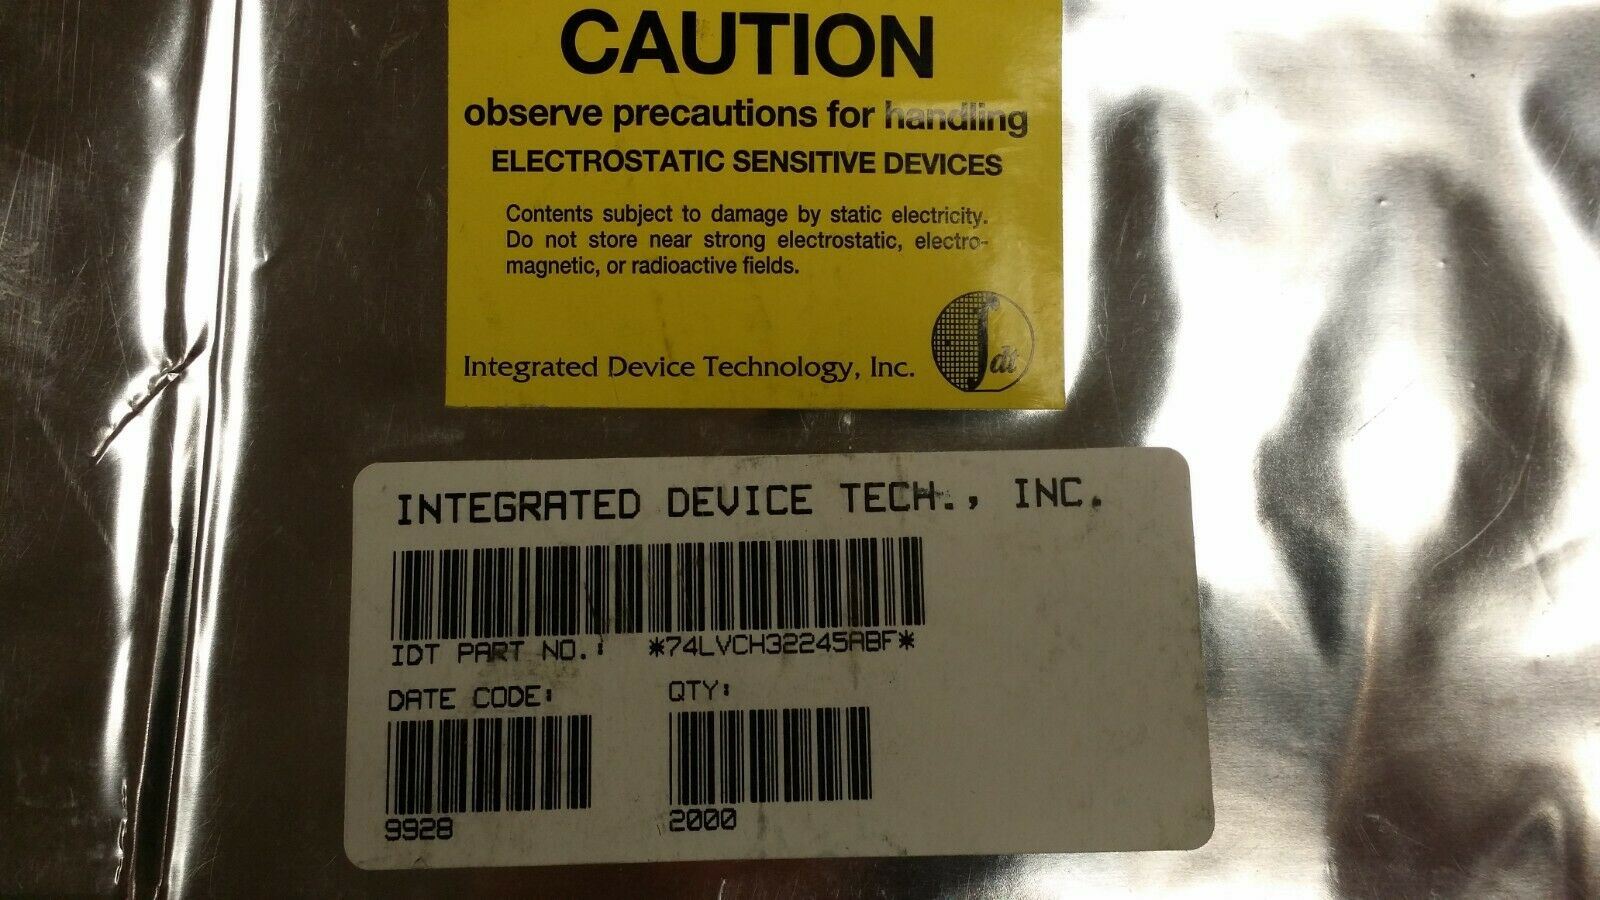 CAUTION
observe precautions for handling
ELECTROSTATIC SENSITIVE DEVICES
Contents subject to damage by static electricity.
Do not store near strong electrostatic, electro-
magnetic, or radioactive fields.
Integrated Device Technology, Inc.
idt
INTEGRATED DEVICE TECH., INC.
IDT PART NO.: *74LVCH32245ABF*
DATE CODE: QTY:
9928 2000